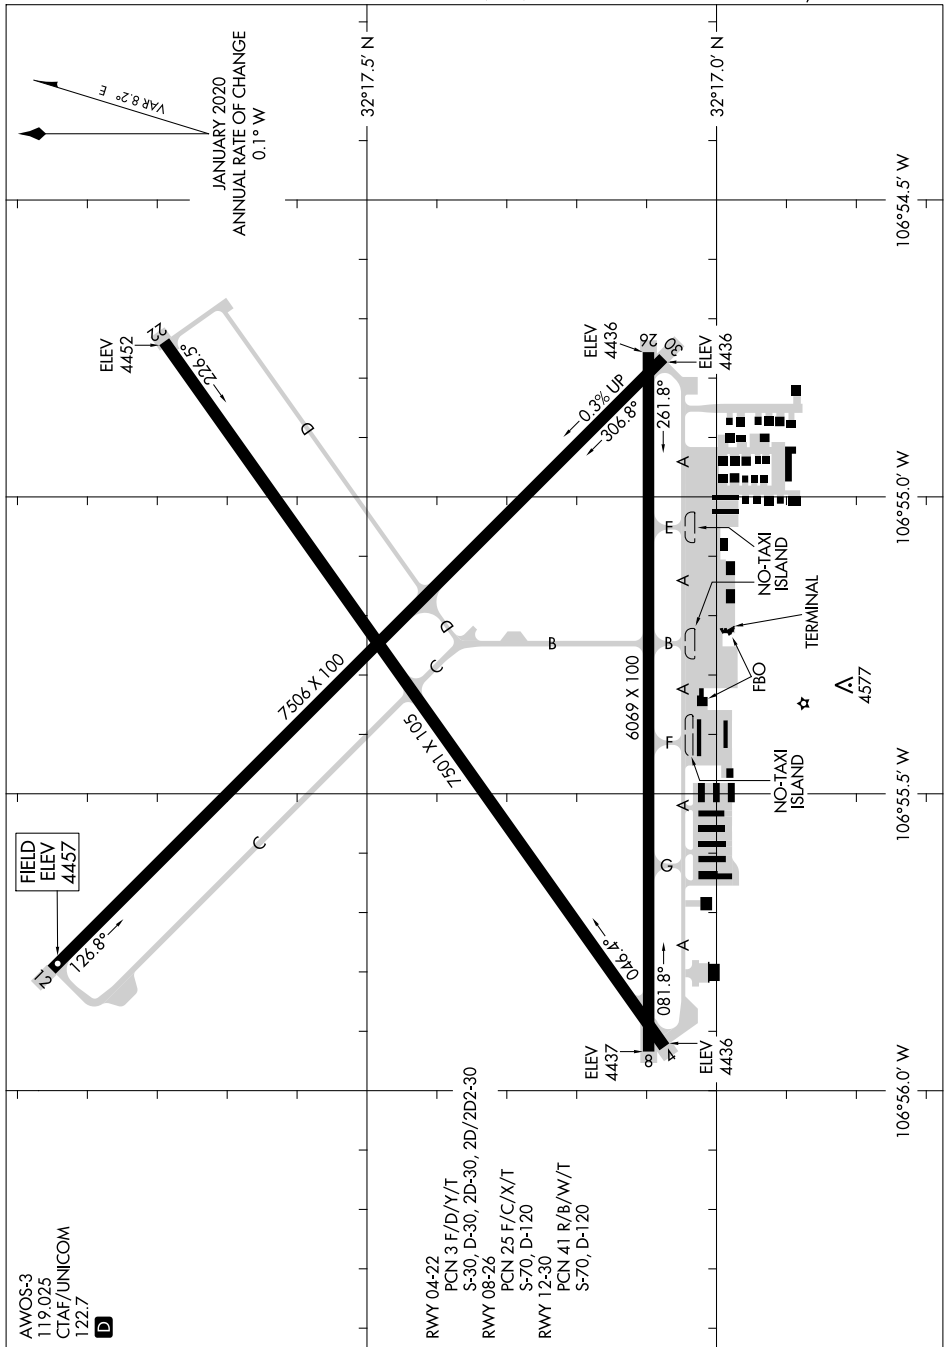 AWOS-3
119.025
CTAF/UNICOM
122.7
D
RWY 04-22
PCN 3 F/D/Y/T
S-30, D-30, 2D-30, 2D/2D2-30
RWY 08-26
PCN 25 F/C/X/T
S-70, D-120
RWY 12-30
PCN 41 R/B/W/T
S-70, D-120
FIELD
ELEV
4457
12
126.8°
C
7506 X 100
C
D
D
ELEV
4452
22
226.5°
VAR 8.2° E
JANUARY 2020
ANNUAL RATE OF CHANGE
0.1° W
32°17.5' N
7501 X 105
046.4°
B
0.3% UP
306.8°
ELEV
4437
8
081.8°
4
ELEV
4436
6069 X 100
ELEV
4436
26
261.8°
30
ELEV
4436
A
G
A
F
A
B
A
E
A
32°17.0' N
NO-TAXI
ISLAND
FBO
TERMINAL
NO-TAXI
ISLAND
4577
106°56.0' W
106°55.5' W
106°55.0' W
106°54.5' W